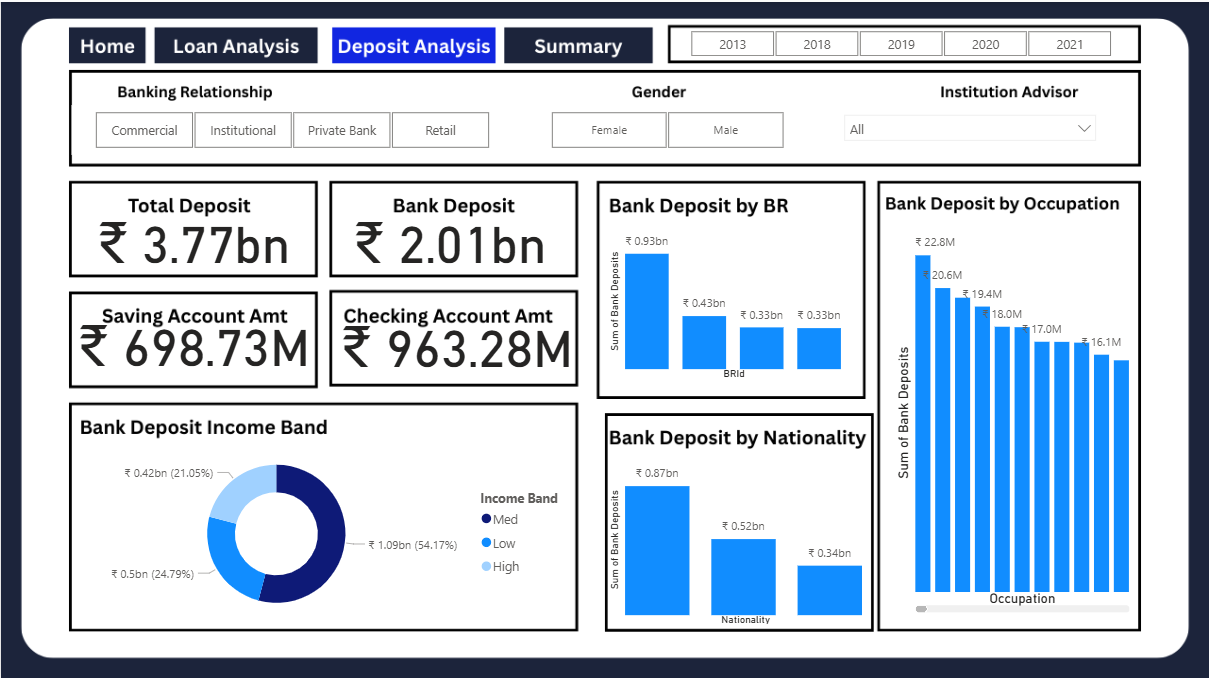 Home
Loan Analysis
Deposit Analysis
Summary
2013
2018
2019
2020
2021
Banking Relationship
Commercial
Institutional
Private Bank
Retail
Gender
Female
Male
Institution Advisor
All
Total Deposit
₹ 3.77bn
Bank Deposit
₹ 2.01bn
Saving Account Amt
₹ 698.73M
Checking Account Amt
₹ 963.28M
Bank Deposit Income Band
₹ 0.42bn (21.05%)
₹ 1.09bn (54.17%)
₹ 0.5bn (24.79%)
Income Band
Med
Low
High
Bank Deposit by BR
Sum of Bank Deposits
₹ 0.93bn
₹ 0.43bn
₹ 0.33bn
₹ 0.33bn
BRId
Bank Deposit by Nationality
Sum of Bank Deposits
₹ 0.87bn
₹ 0.52bn
₹ 0.34bn
Nationality
Bank Deposit by Occupation
Sum of Bank Deposits
₹ 22.8M
₹ 20.6M
₹ 19.4M
₹ 18.0M
₹ 17.0M
₹ 16.1M
Occupation